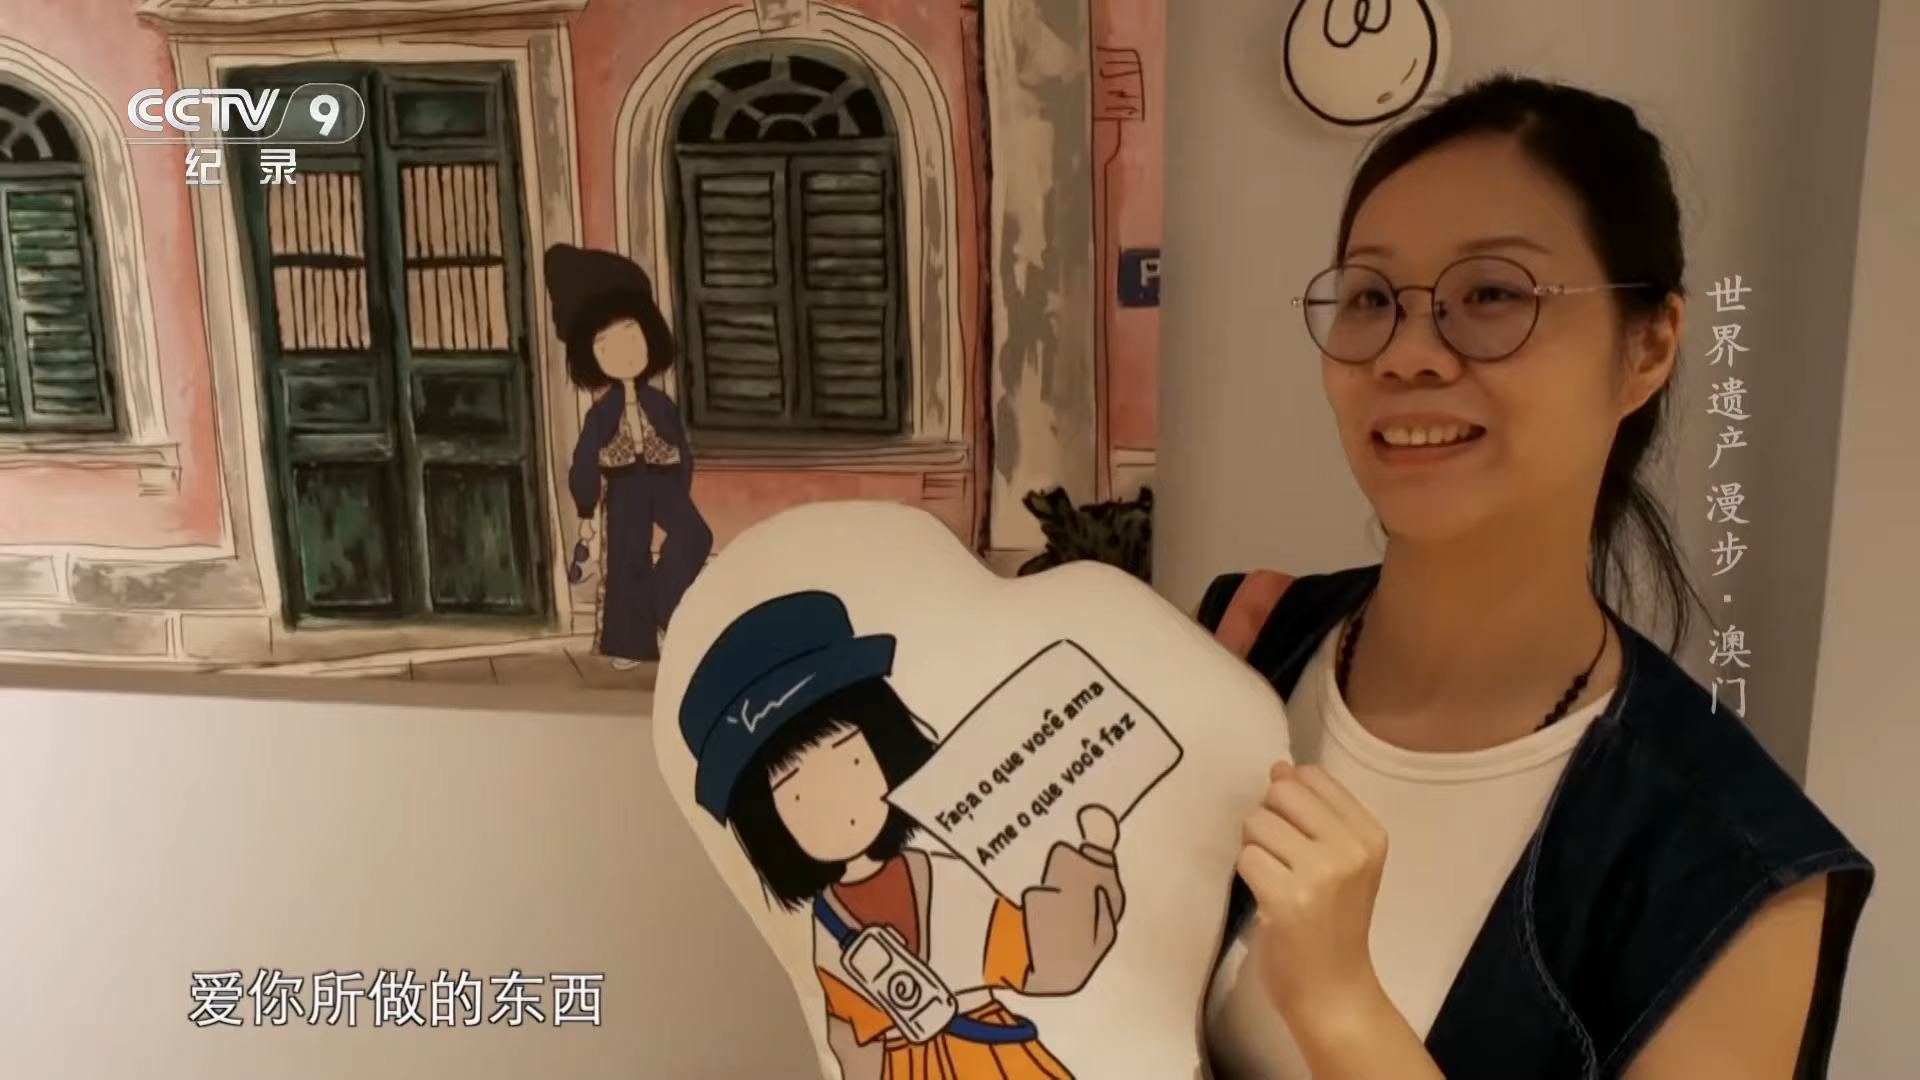 CCTV 9
纪录
世界遗产漫步·澳门
P
Faça o que você ama
Ame o que você faz
爱你所做的东西